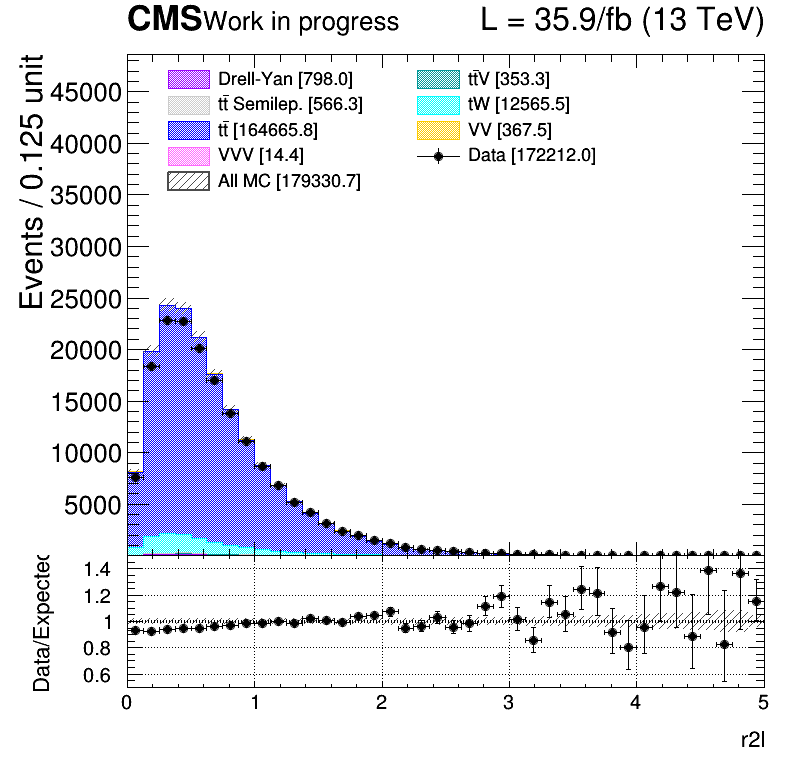 CMS Work in progress L = 35.9/fb (13 TeV)
Events / 0.125 unit
Drell-Yan [798.0] tt̄V [353.3]
tt̄ Semilep. [566.3] tW [12565.5]
tt̄ [164665.8] VV [367.5]
VVV [14.4] Data [172212.0]
All MC [179330.7]
45000
40000
35000
30000
25000
20000
15000
10000
5000
Data/Expected
1.4
1.2
1
0.8
0.6
0 1 2 3 4 5
r2l